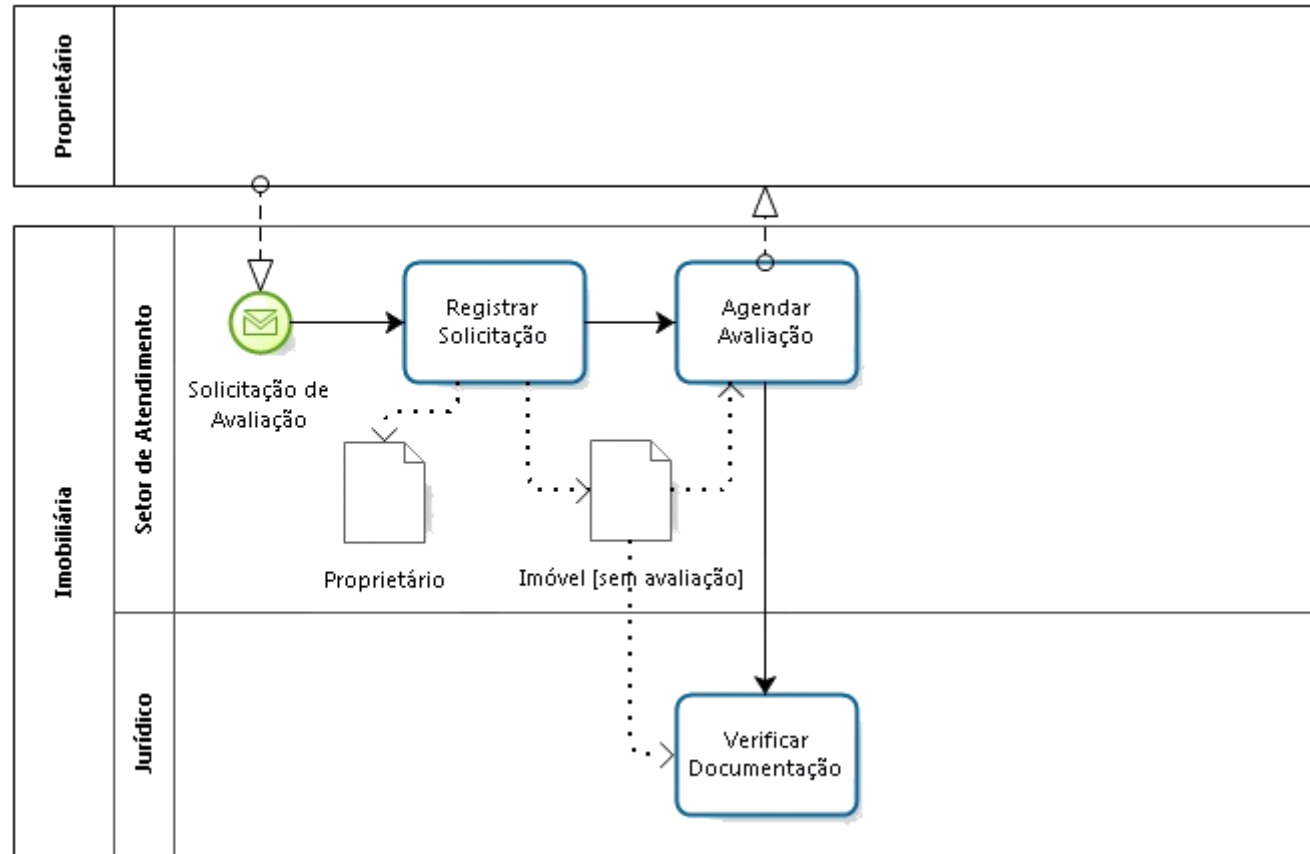 Proprietário
Imobiliária
Setor de Atendimento
Solicitação de
Avaliação
Registrar
Solicitação
Agendar
Avaliação
Proprietário
Imóvel [sem avaliação]
Jurídico
Verificar
Documentação